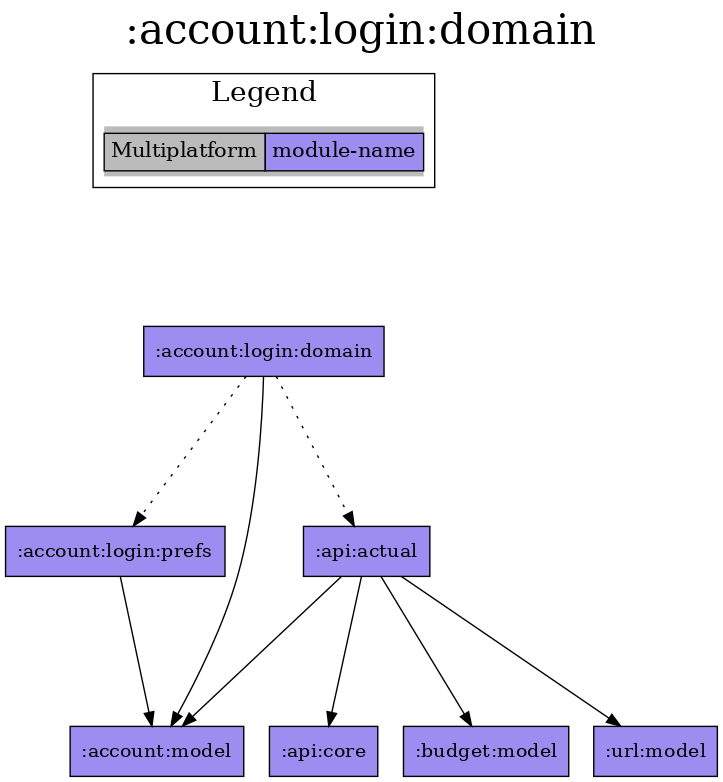 :account:login:domain
Legend
Multiplatform module-name
:account:login:domain
:account:login:prefs :api:actual
:account:model :api:core :budget:model :url:model